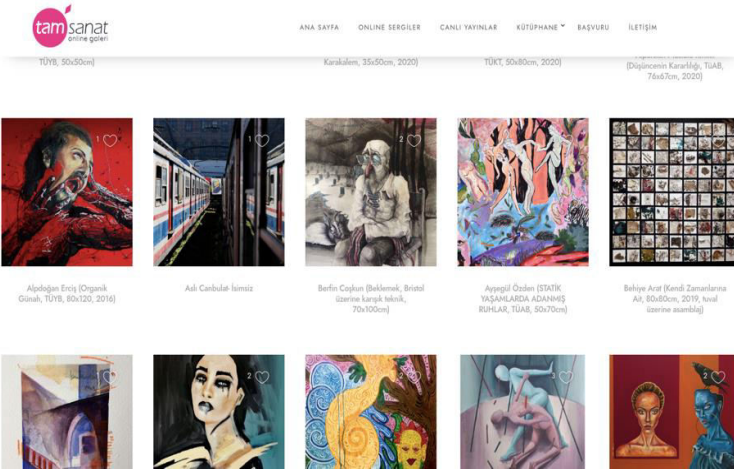 tam sanat
online galeri
ANA SAYFA ONLINE SERGİLER CANLI YAYINLAR KÜTÜPHANE BAŞVURU İLETİŞİM
TÜYB, 50x50cm)
Karakalem, 35x50cm, 2020)
TÜKT, 50x80cm, 2020)
(Düşüncenin Kararlılığı, TüAB,
76x67cm, 2020)
1
1
2
Alpdoğan Erciş (Organik
Günah, TÜYB, 80x120, 2016)
Aslı Canbulat- İsimsiz
Berfin Coşkun (Beklemek, Bristol
üzerine karışık teknik,
70x100cm)
Ayşegül Özden (STATİK
YAŞAMLARDA ADANMIŞ
RUHLAR, TÜAB, 50x70cm)
Behiye Arat (Kendi Zamanlarına
Ait, 80x80cm, 2019, tuval
üzerine asamblaj)
1
2
2
3
2